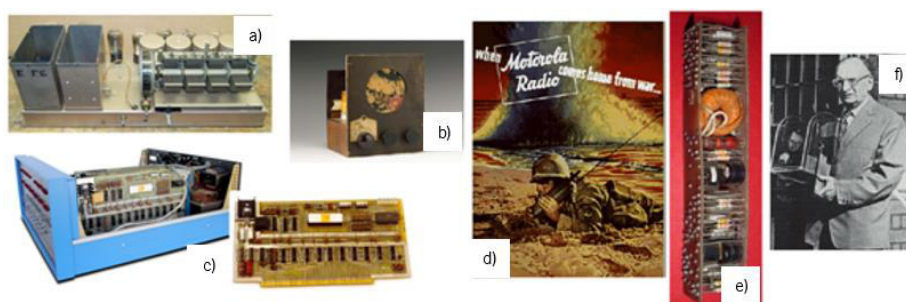 a)
b)
when
Motorola
Radio
comes home from war...
f)
c)
d)
e)